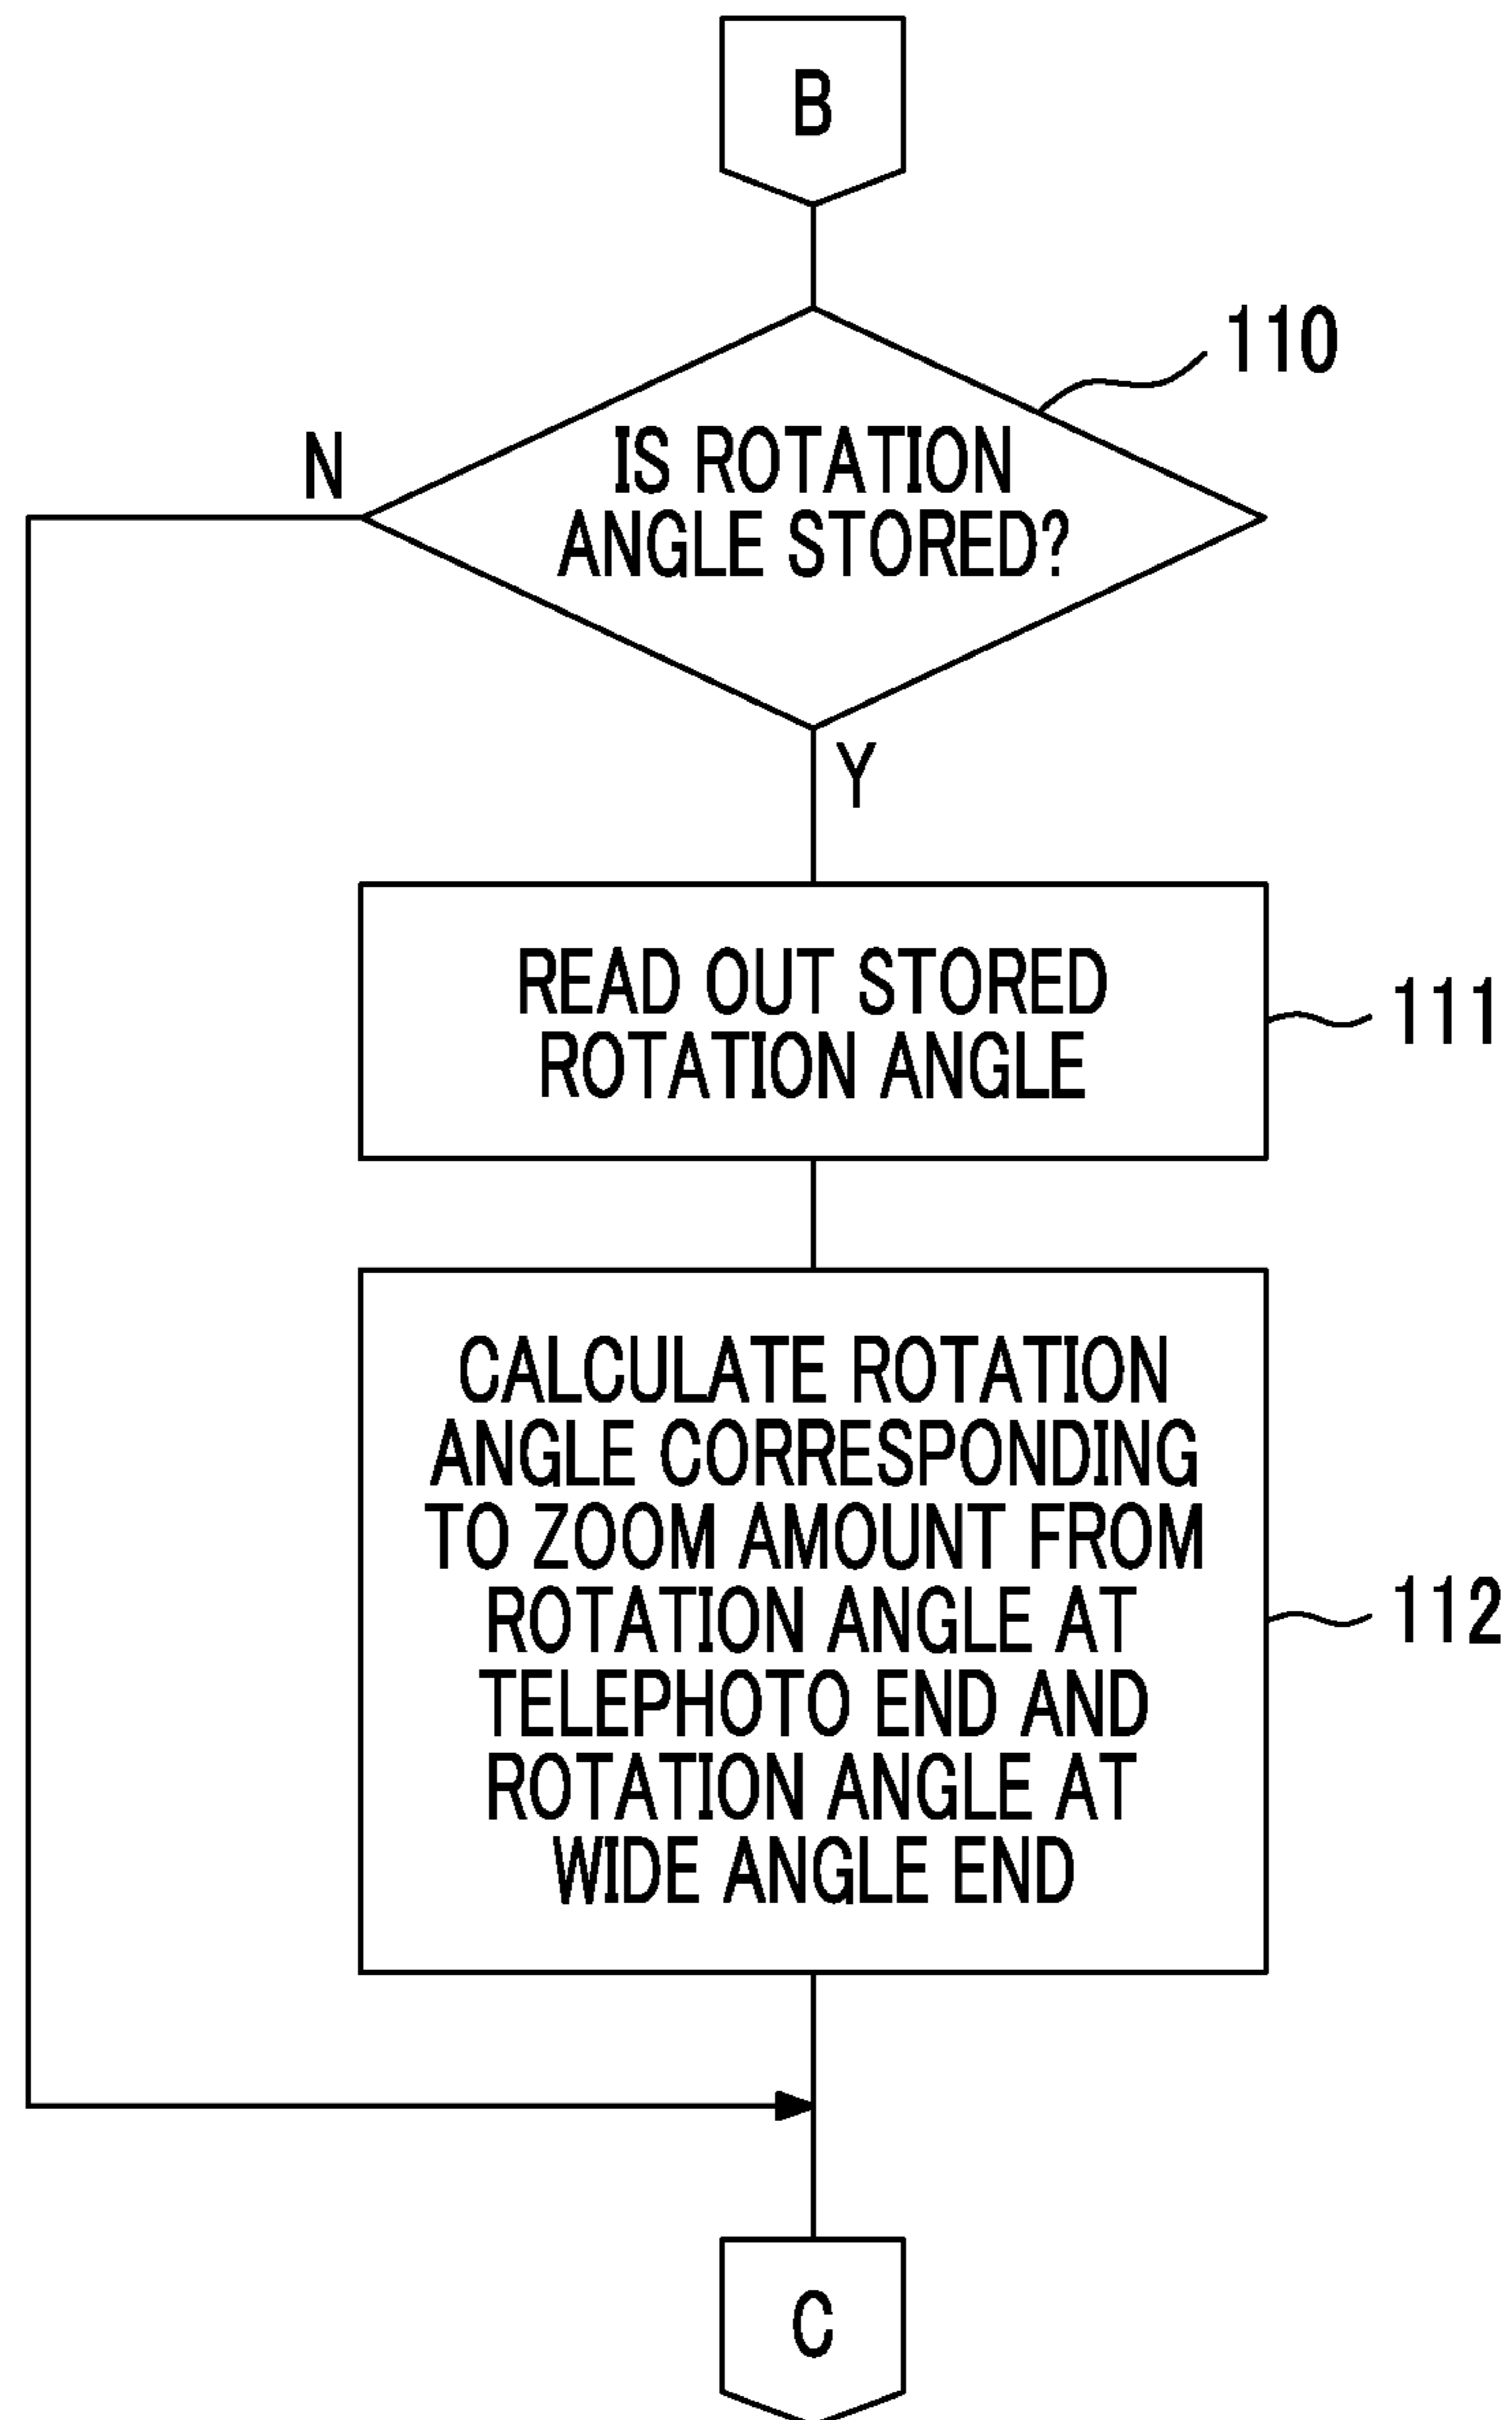 B
110
IS ROTATION
ANGLE STORED?
N
Y
READ OUT STORED
ROTATION ANGLE
111
CALCULATE ROTATION
ANGLE CORRESPONDING
TO ZOOM AMOUNT FROM
ROTATION ANGLE AT
TELEPHOTO END AND
ROTATION ANGLE AT
WIDE ANGLE END
112
C